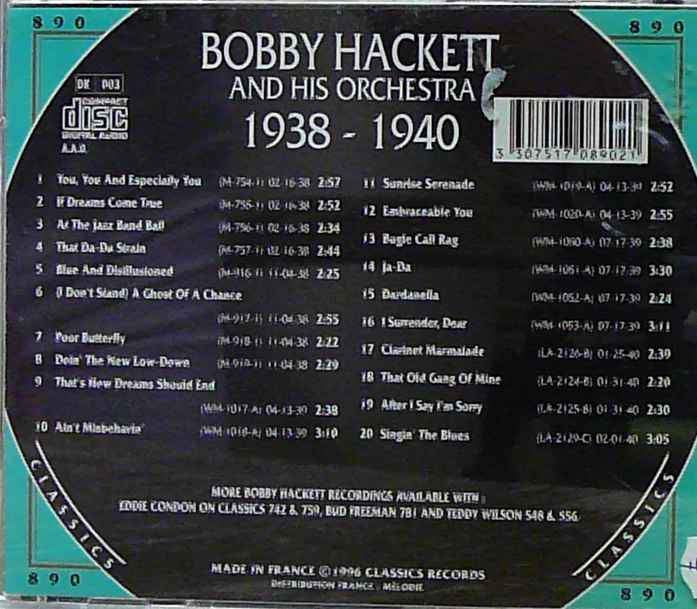 890
890
BOBBY HACKETT
AND HIS ORCHESTRA
1938 - 1940
DK 003
COMPACT
disc
DIGITAL AUDIO
A.A.D.
3 307517 089021
1 You, You And Especially You (M-754-1) 02-16-38 2:57
2 If Dreams Come True (M-755-1) 02-16-38 2:52
3 At The Jazz Band Ball (M-756-1) 02-16-38 2:34
4 That Da-Da Strain (M-757-1) 02-16-38 2:44
5 Blue And Disillusioned (M-916-1) 11-04-38 2:25
6 (I Don't Stand) A Ghost Of A Chance
(M-917-1) 11-04-38 2:55
7 Poor Butterfly (M-918-1) 11-04-38 2:22
8 Doin' The New Low-Down (M-919-1) 11-04-38 2:29
9 That's How Dreams Should End
(WM-1017-A) 04-13-39 2:38
10 Ain't Misbehavin' (WM-1018-A) 04-13-39 3:10
11 Sunrise Serenade (WM-1019-A) 04-13-39 2:52
12 Embraceable You (WM-1020-A) 04-13-39 2:55
13 Bugle Call Rag (WM-1050-A) 07-17-39 2:38
14 Ja-Da (WM-1051-A) 07-17-39 3:30
15 Dardanella (WM-1052-A) 07-17-39 2:24
16 I Surrender, Dear (WM-1053-A) 07-17-39 3:11
17 Clarinet Marmalade (LA-2126-B) 01-25-40 2:39
18 That Old Gang Of Mine (LA-2124-B) 01-31-40 2:20
19 After I Say I'm Sorry (LA-2125-B) 01-31-40 2:30
20 Singin' The Blues (LA-2129-C) 02-01-40 3:05
MORE BOBBY HACKETT RECORDINGS AVAILABLE WITH :
EDDIE CONDON ON CLASSICS 742 & 759, BUD FREEMAN 781 AND TEDDY WILSON 548 & 556.
CLASSICS
CLASSICS
MADE IN FRANCE ©1996 CLASSICS RECORDS
DISTRIBUTION FRANCE : MELODIE
890
890